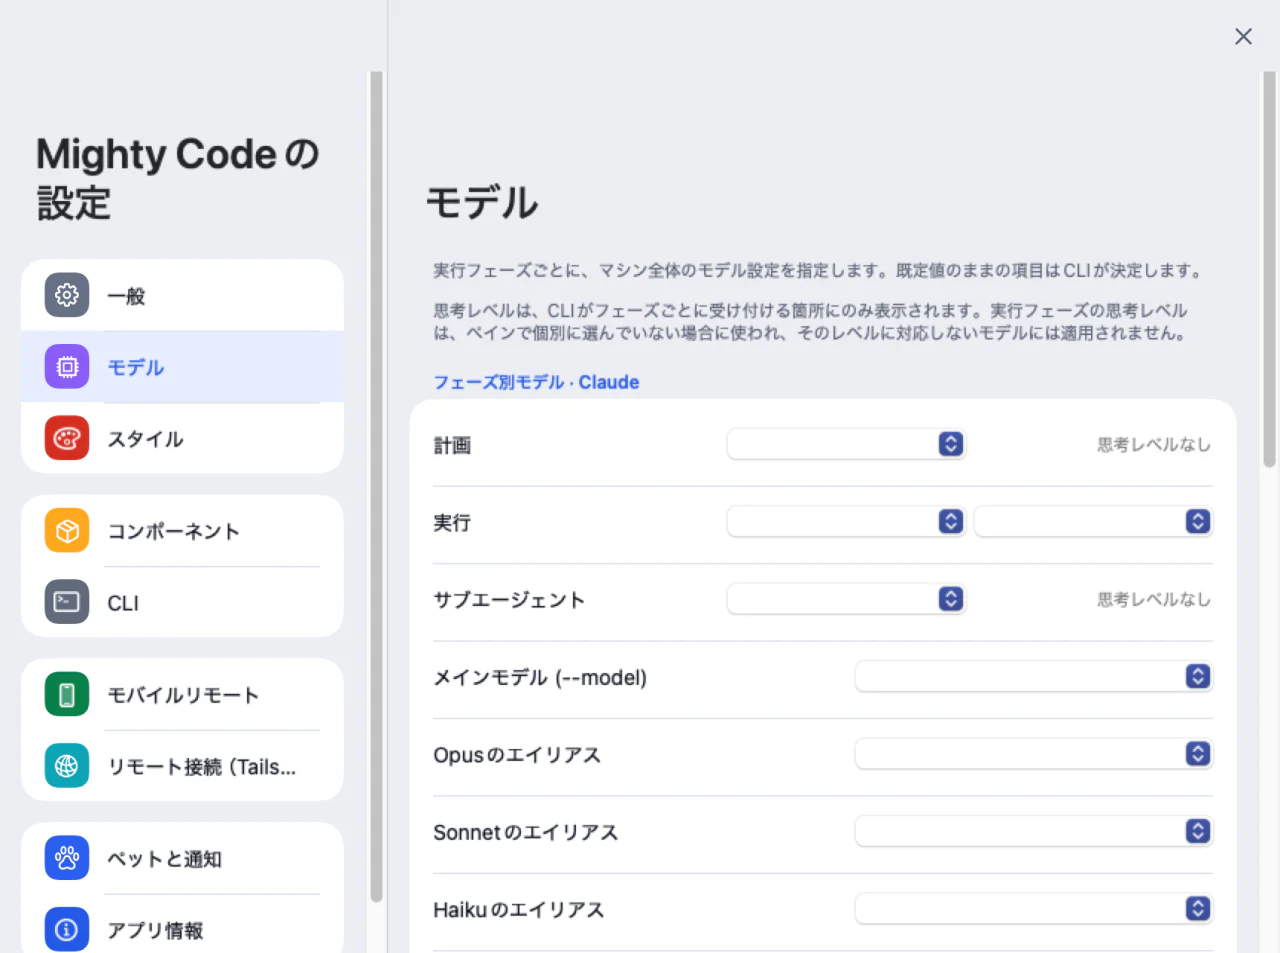 Mighty Code の
設定
一般
モデル
スタイル
コンポーネント
CLI
モバイルリモート
リモート接続 (Tails...
ペットと通知
アプリ情報
モデル
実行フェーズごとに、マシン全体のモデル設定を指定します。既定値のままの項目は CLI が決定します。
思考レベルは、CLI がフェーズごとに受け付ける箇所にのみ表示されます。実行フェーズの思考レベル
は、ペインで個別に選んでいない場合に使われ、そのレベルに対応しないモデルには適用されません。
フェーズ別モデル · Claude
計画
思考レベルなし
実行
サブエージェント
思考レベルなし
メインモデル (--model)
Opus のエイリアス
Sonnet のエイリアス
Haiku のエイリアス